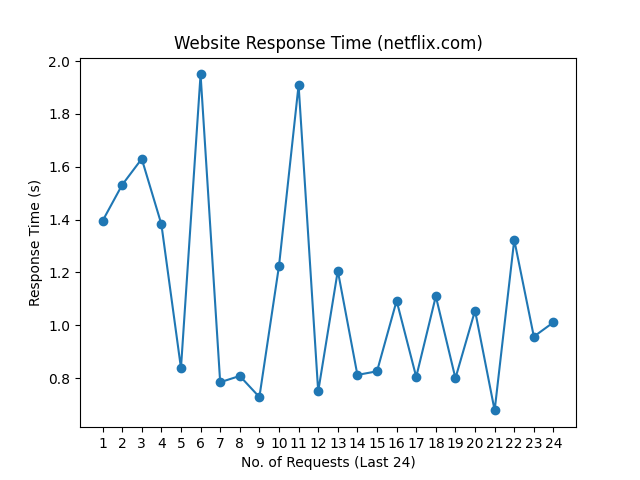 Website Response Time (netflix.com)
2.0
1.8
1.6
1.4
1.2
1.0
0.8
Response Time (s)
1 2 3 4 5 6 7 8 9 10 11 12 13 14 15 16 17 18 19 20 21 22 23 24
No. of Requests (Last 24)